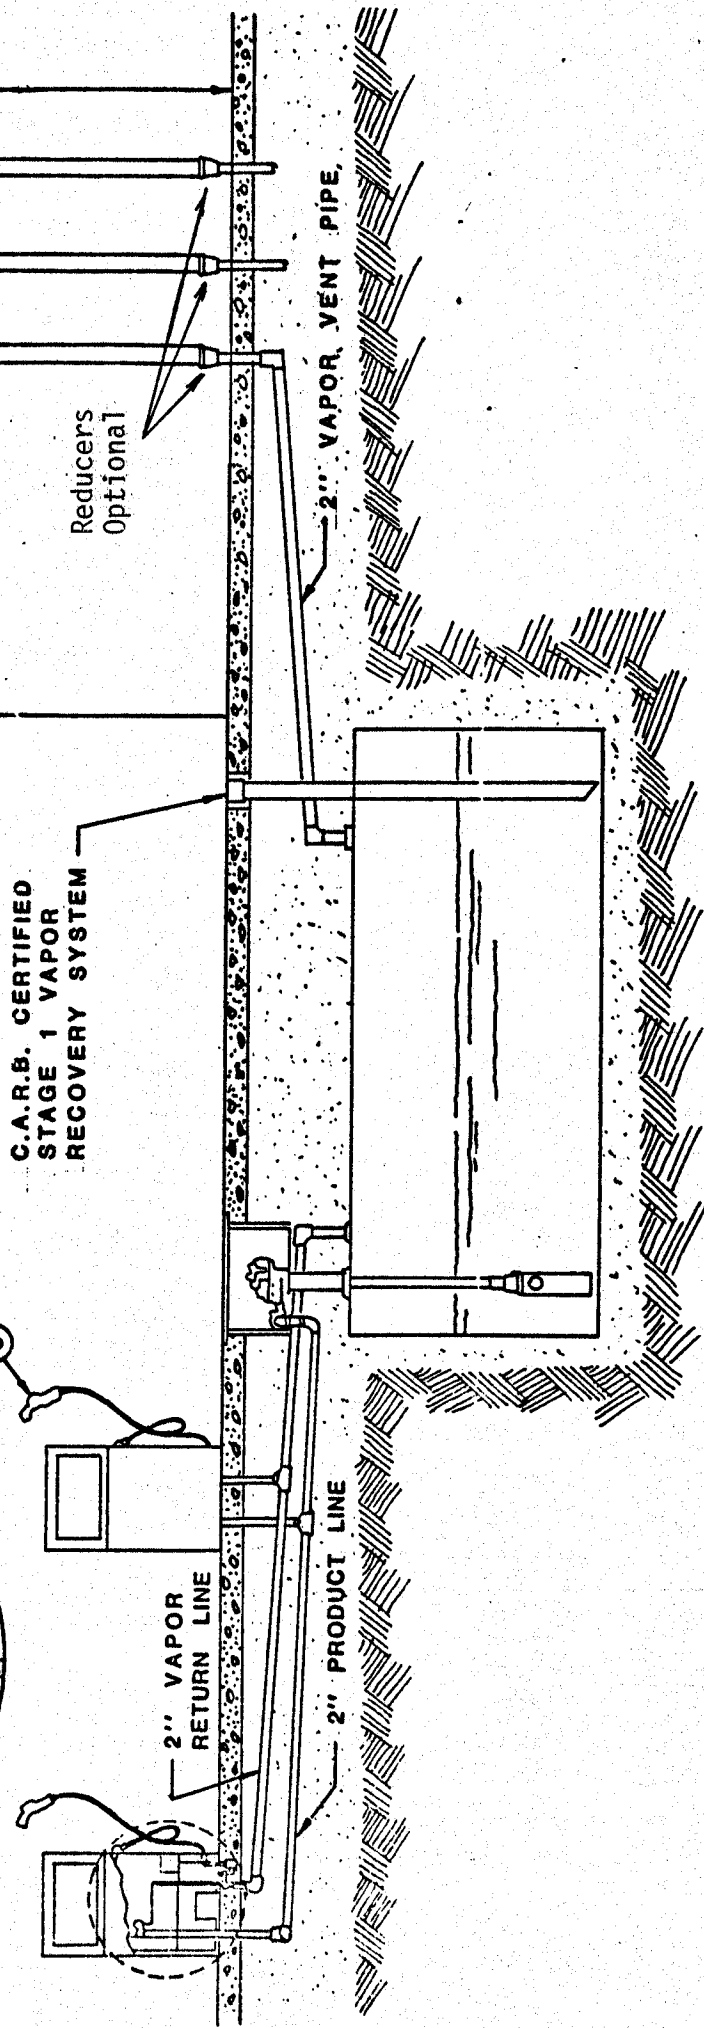 C.A.R.B. CERTIFIED
STAGE 1 VAPOR
RECOVERY SYSTEM
Reducers
Optional
2'' VAPOR
RETURN LINE
2'' PRODUCT LINE
2'' VAPOR VENT PIPE